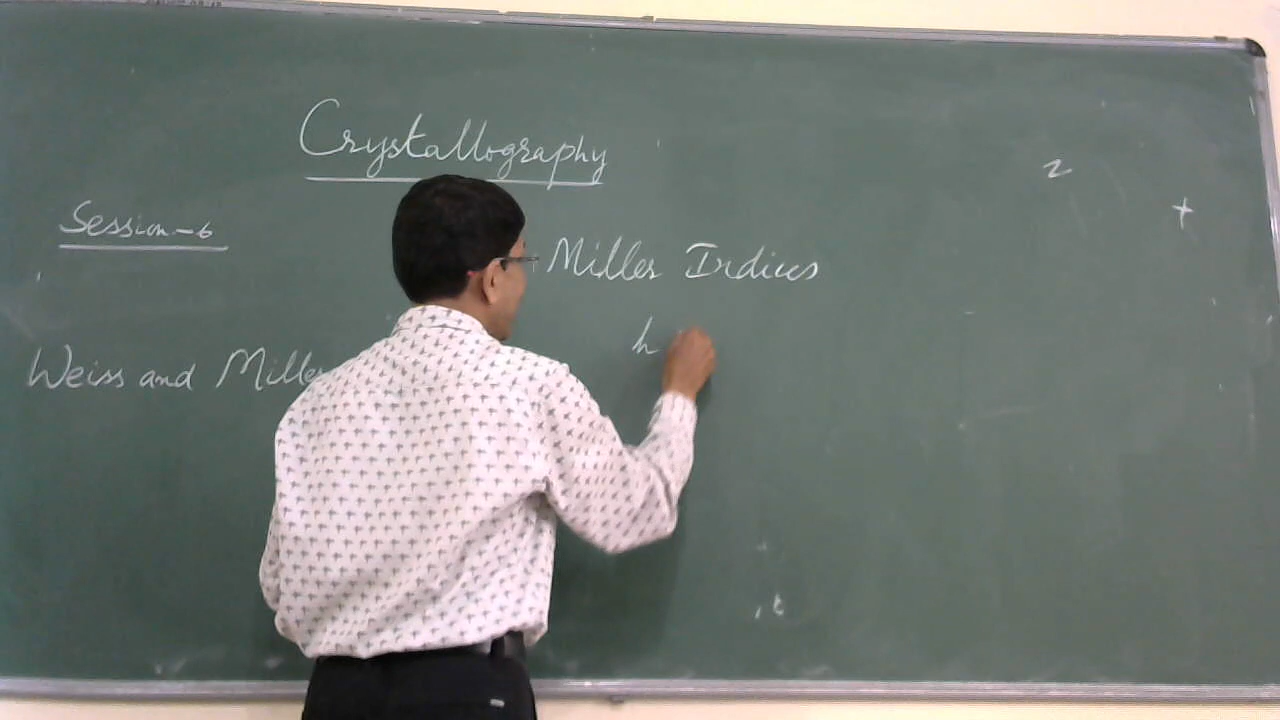 Crystallography
Session-6
Miller Indices
h
Weiss and Miller
z
+
t